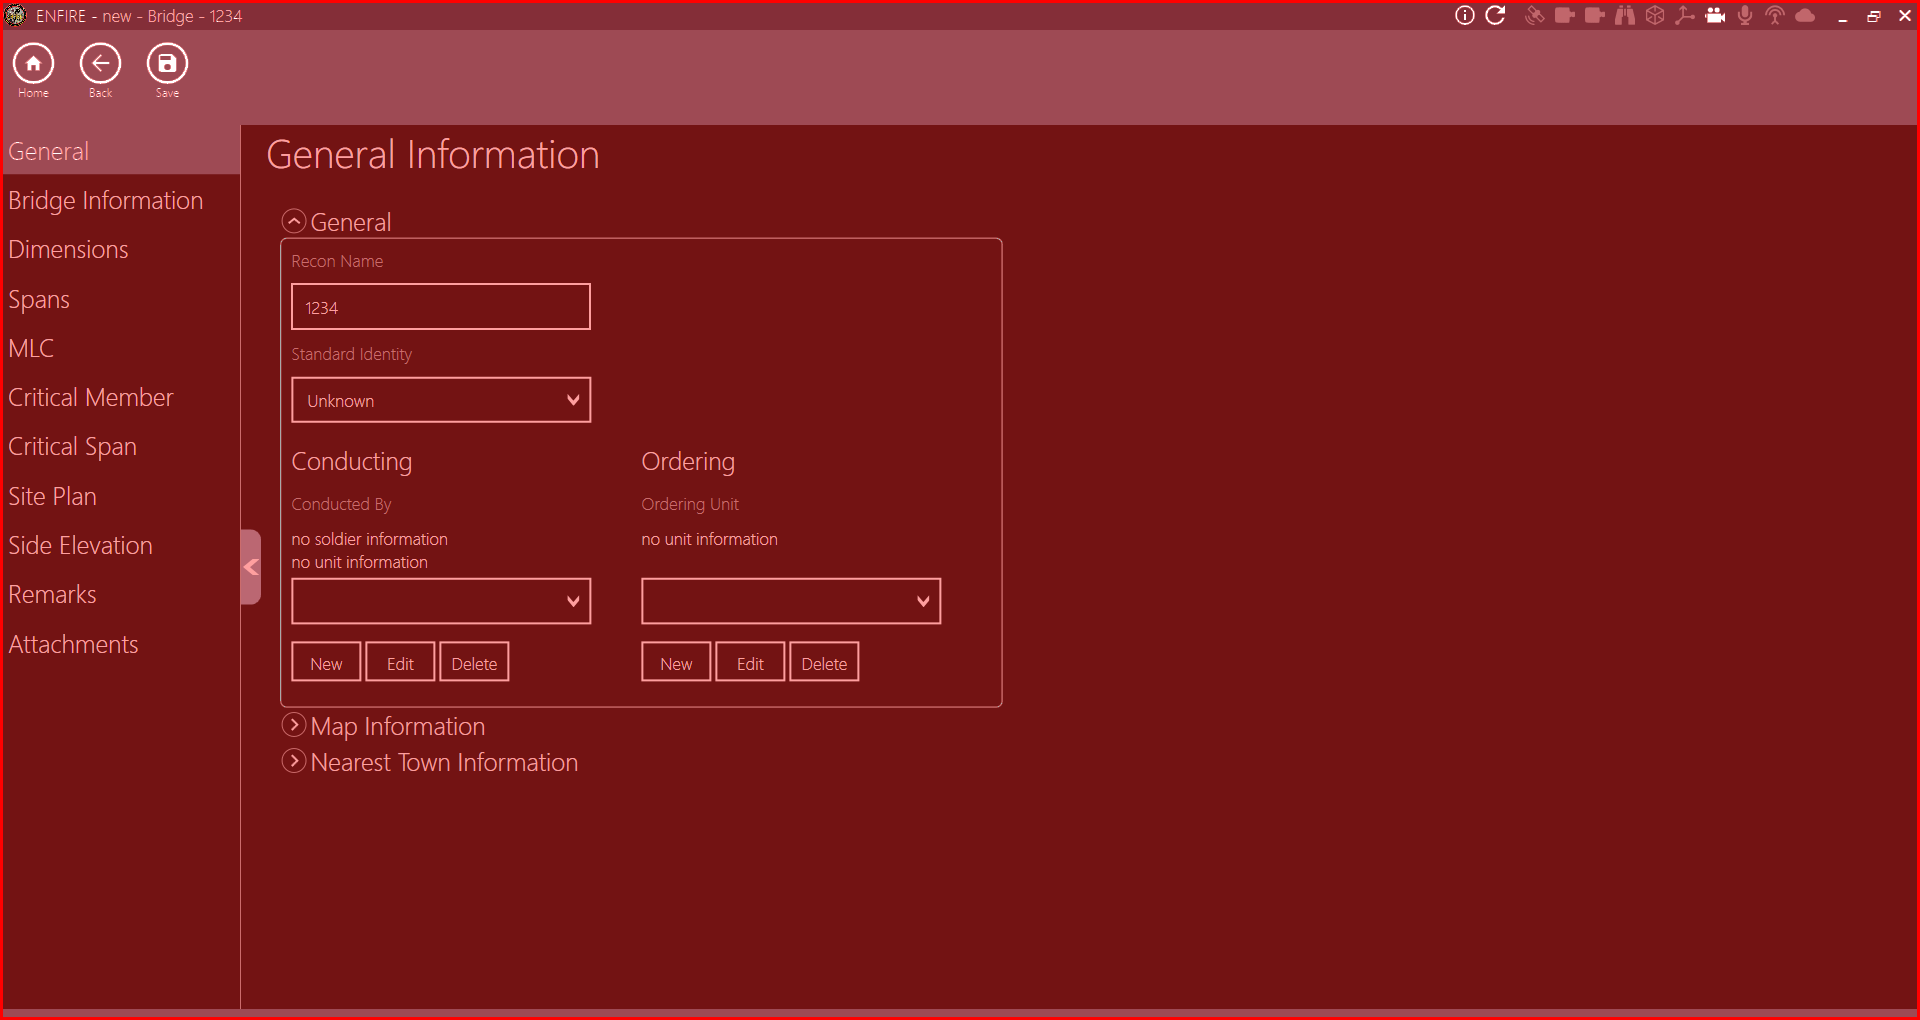 ENFIRE - new - Bridge - 1234
Home
Back
Save
General
Bridge Information
Dimensions
Spans
MLC
Critical Member
Critical Span
Site Plan
Side Elevation
Remarks
Attachments
General Information
General
Recon Name
1234
Standard Identity
Unknown
Conducting
Conducted By
no soldier information
no unit information
New
Edit
Delete
Ordering
Ordering Unit
no unit information
New
Edit
Delete
Map Information
Nearest Town Information